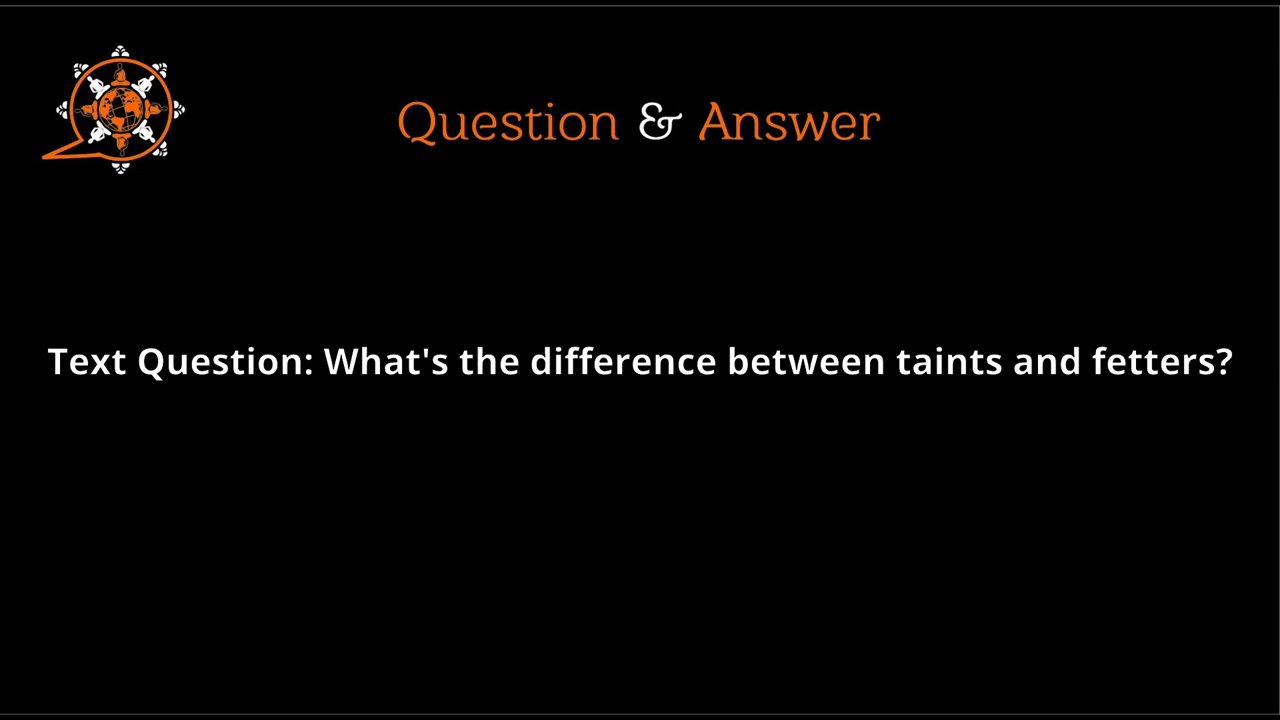 Question & Answer
Text Question: What's the difference between taints and fetters?